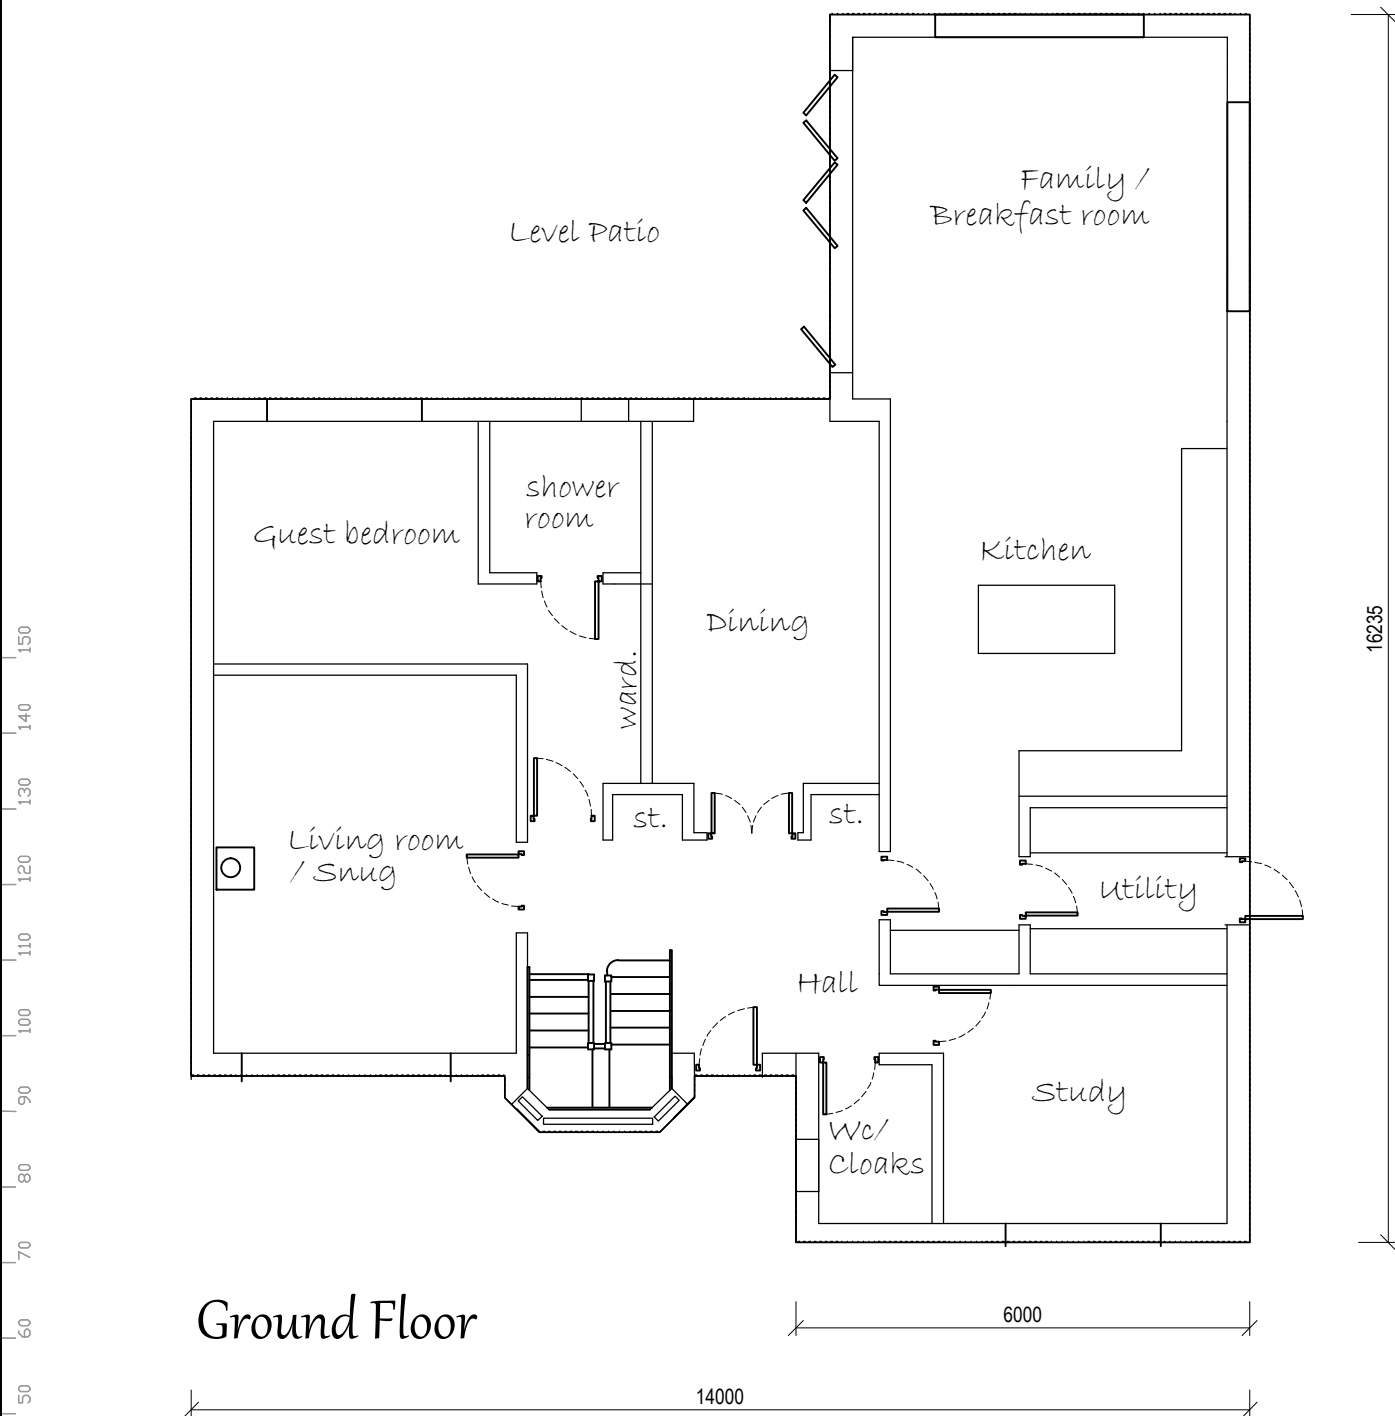 Family /
Breakfast room
Level Patio
shower
room
Guest bedroom
Kitchen
Dining
ward.
st.
st.
Living room
/ Snug
Utility
Hall
Study
Wc/
Cloaks
Ground Floor
6000
14000
16235
150
140
130
120
110
100
90
80
70
60
50